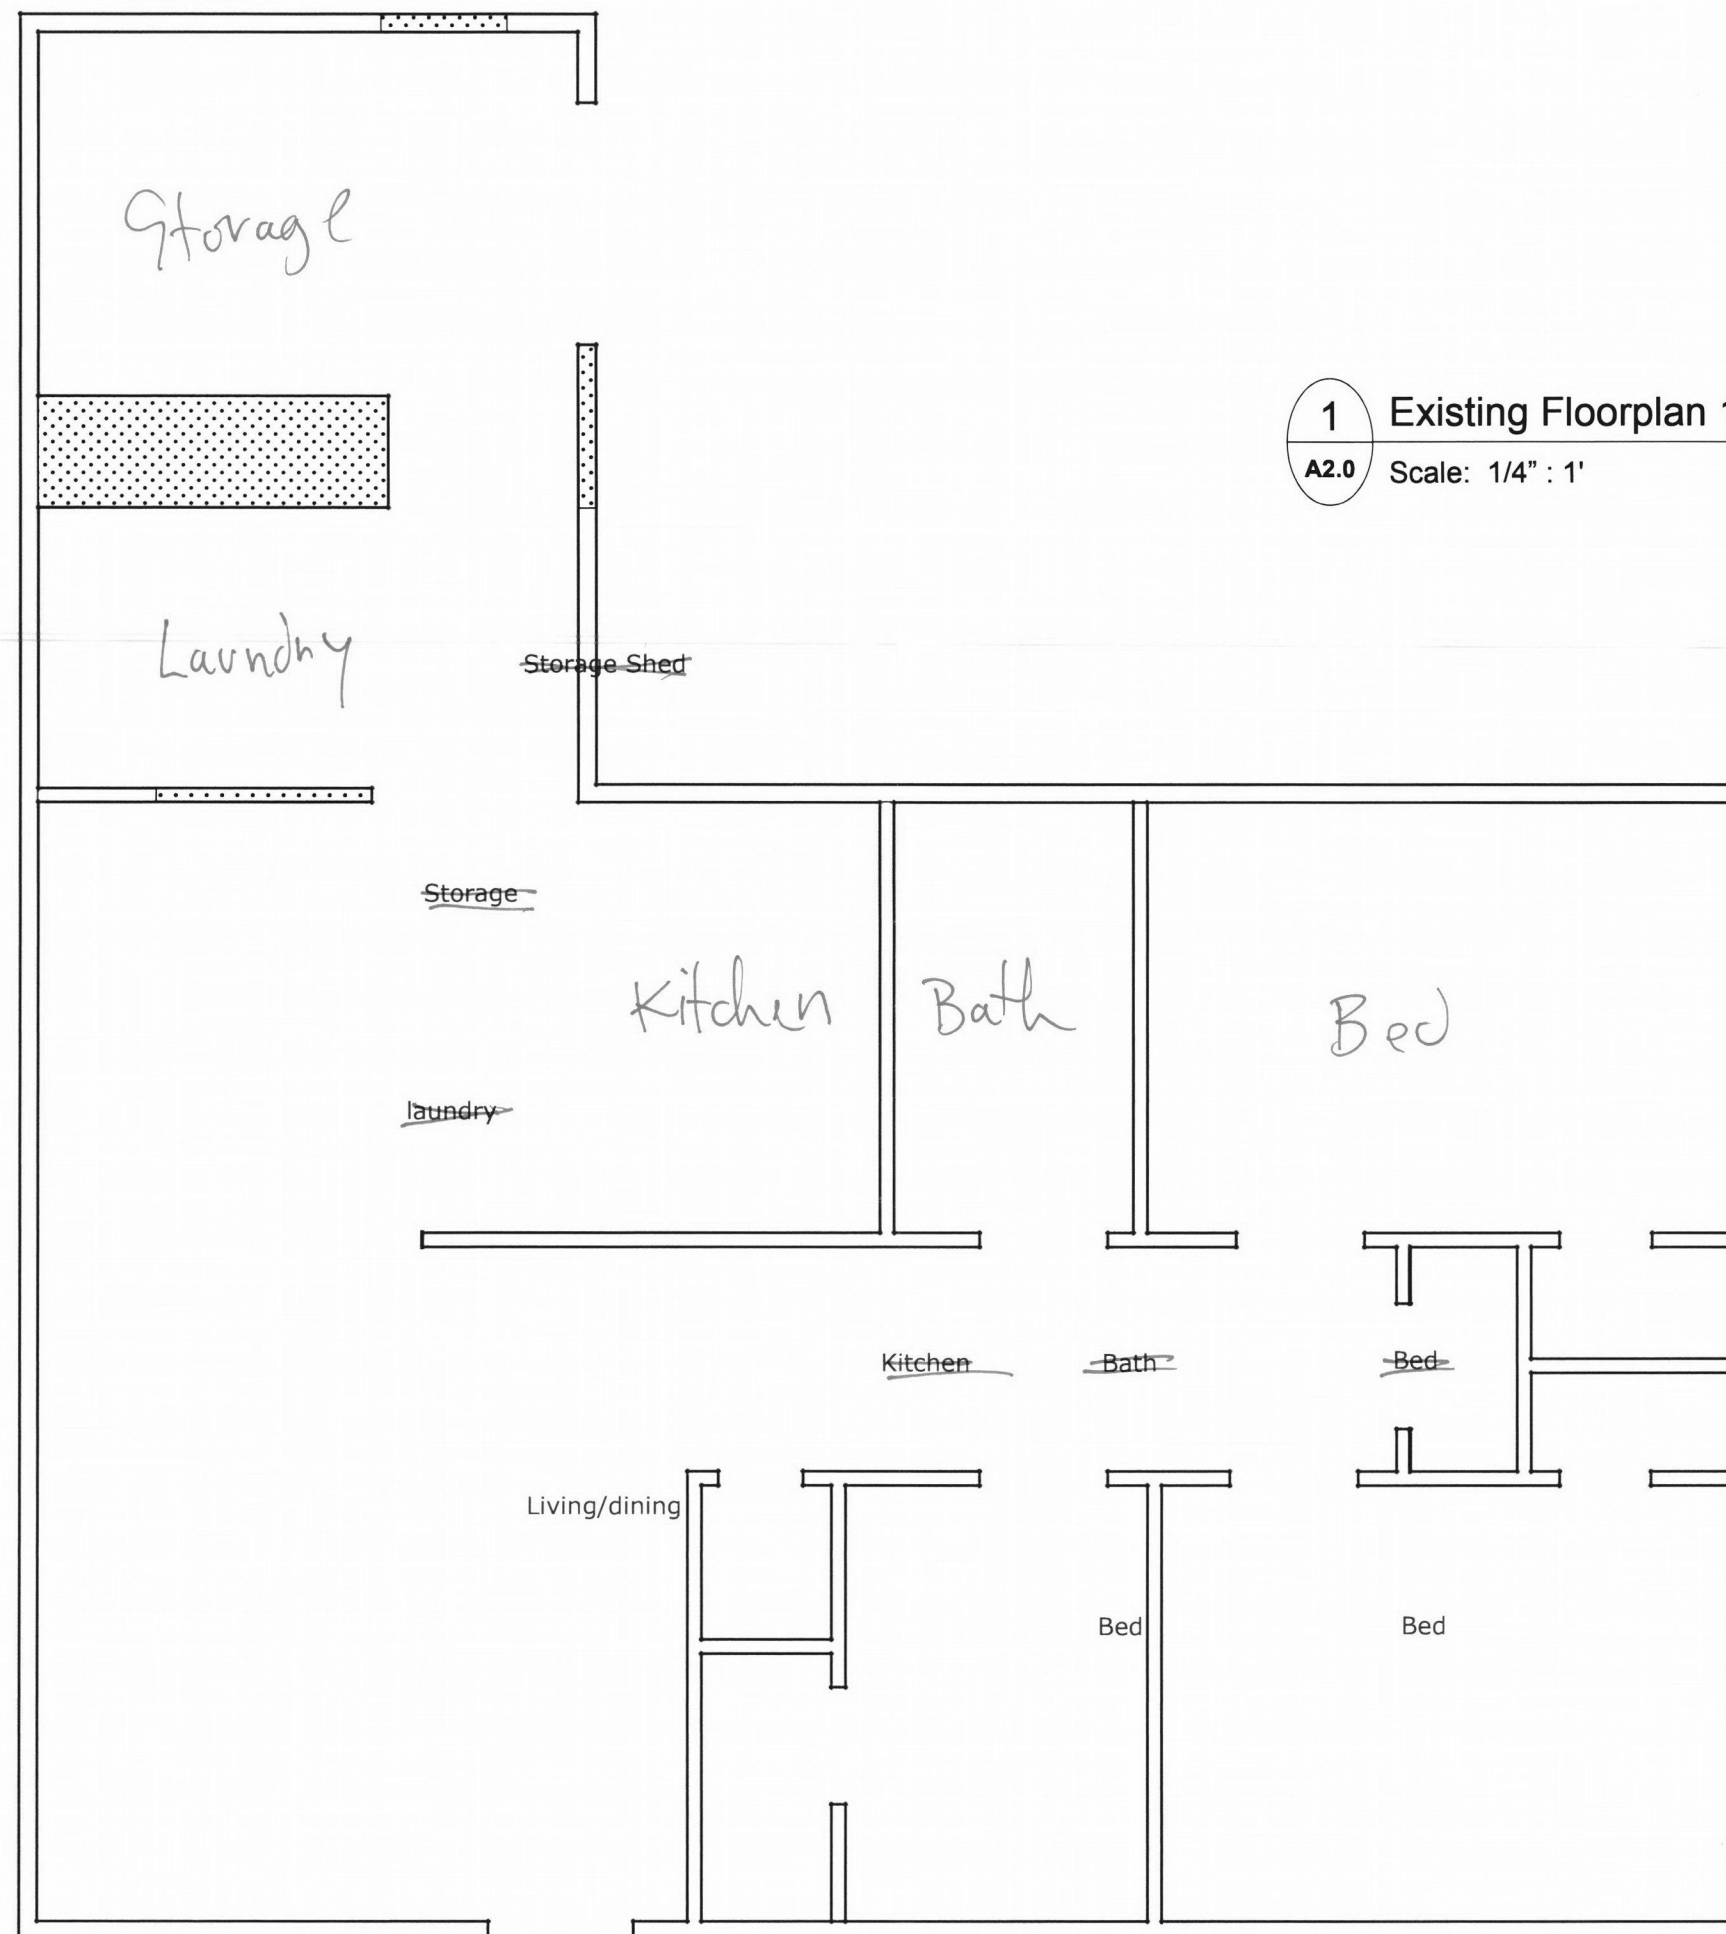 Storage
1 Existing Floorplan
A2.0 Scale: 1/4" : 1'
Laundry
Storage Shed
Storage
Kitchen Bath Bed
laundry
Kitchen Bath Bed
Living/dining
Bed Bed